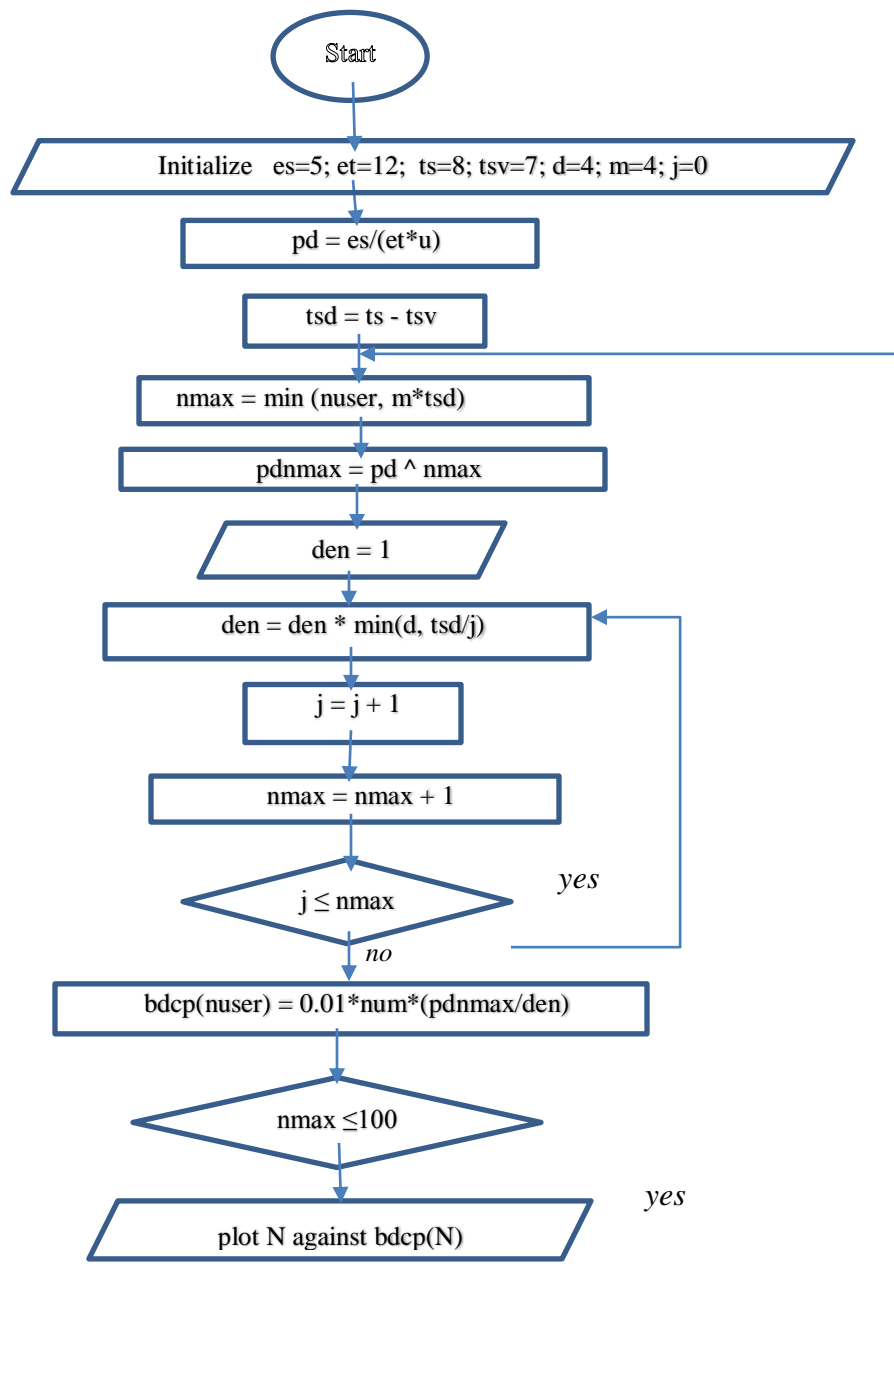 Start
Initialize es=5; et=12; ts=8; tsv=7; d=4; m=4; j=0
pd = es/(et*u)
tsd = ts - tsv
nmax = min (nuser, m*tsd)
pdnmax = pd ^ nmax
den = 1
den = den * min(d, tsd/j)
j = j + 1
nmax = nmax + 1
yes
j ≤ nmax
no
bdcp(nuser) = 0.01*num*(pdnmax/den)
nmax ≤100
yes
plot N against bdcp(N)